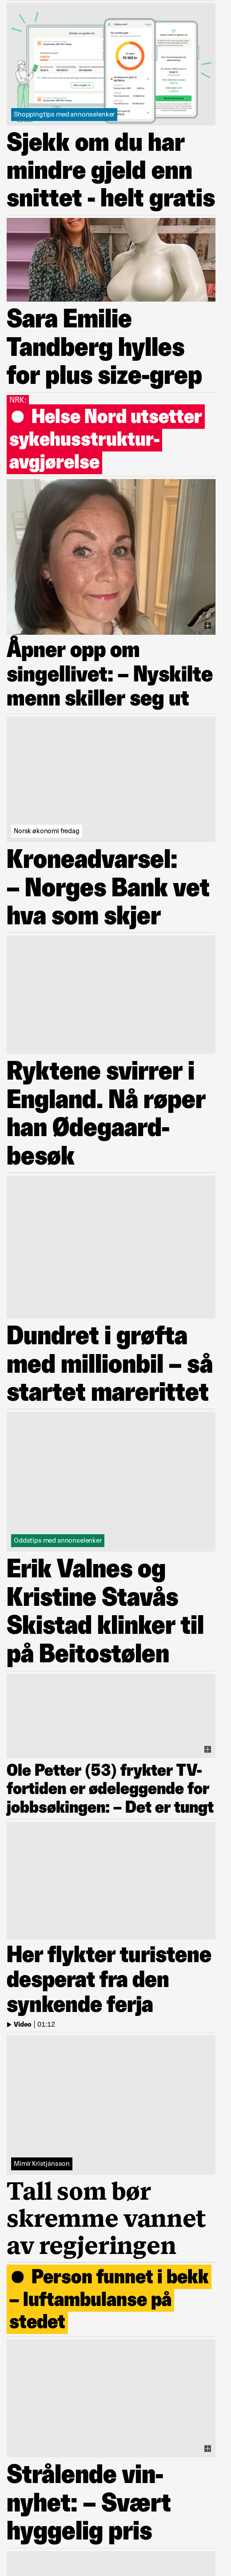 Shoppingtips med annonselenker
Sjekk om du har
mindre gjeld enn
snittet - helt gratis
Sara Emilie
Tandberg hylles
for plus size-grep
NRK:
Helse Nord utsetter
sykehusstruktur-
avgjørelse
Åpner opp om
singellivet: – Nyskilte
menn skiller seg ut
Norsk økonomi fredag
Kroneadvarsel:
– Norges Bank vet
hva som skjer
Ryktene svirrer i
England. Nå røper
han Ødegaard-
besøk
Dundret i grøfta
med millionbil – så
startet marerittet
Oddstips med annonselenker
Erik Valnes og
Kristine Stavås
Skistad klinker til
på Beitostølen
Ole Petter (53) frykter TV-
fortiden er ødeleggende for
jobbsøkingen: – Det er tungt
Her flykter turistene
desperat fra den
synkende ferja
Video | 01:12
Mímir Kristjánsson
Tall som bør
skremme vannet
av regjeringen
Person funnet i bekk
– luftambulanse på
stedet
Strålende vin-
nyhet: – Svært
hyggelig pris